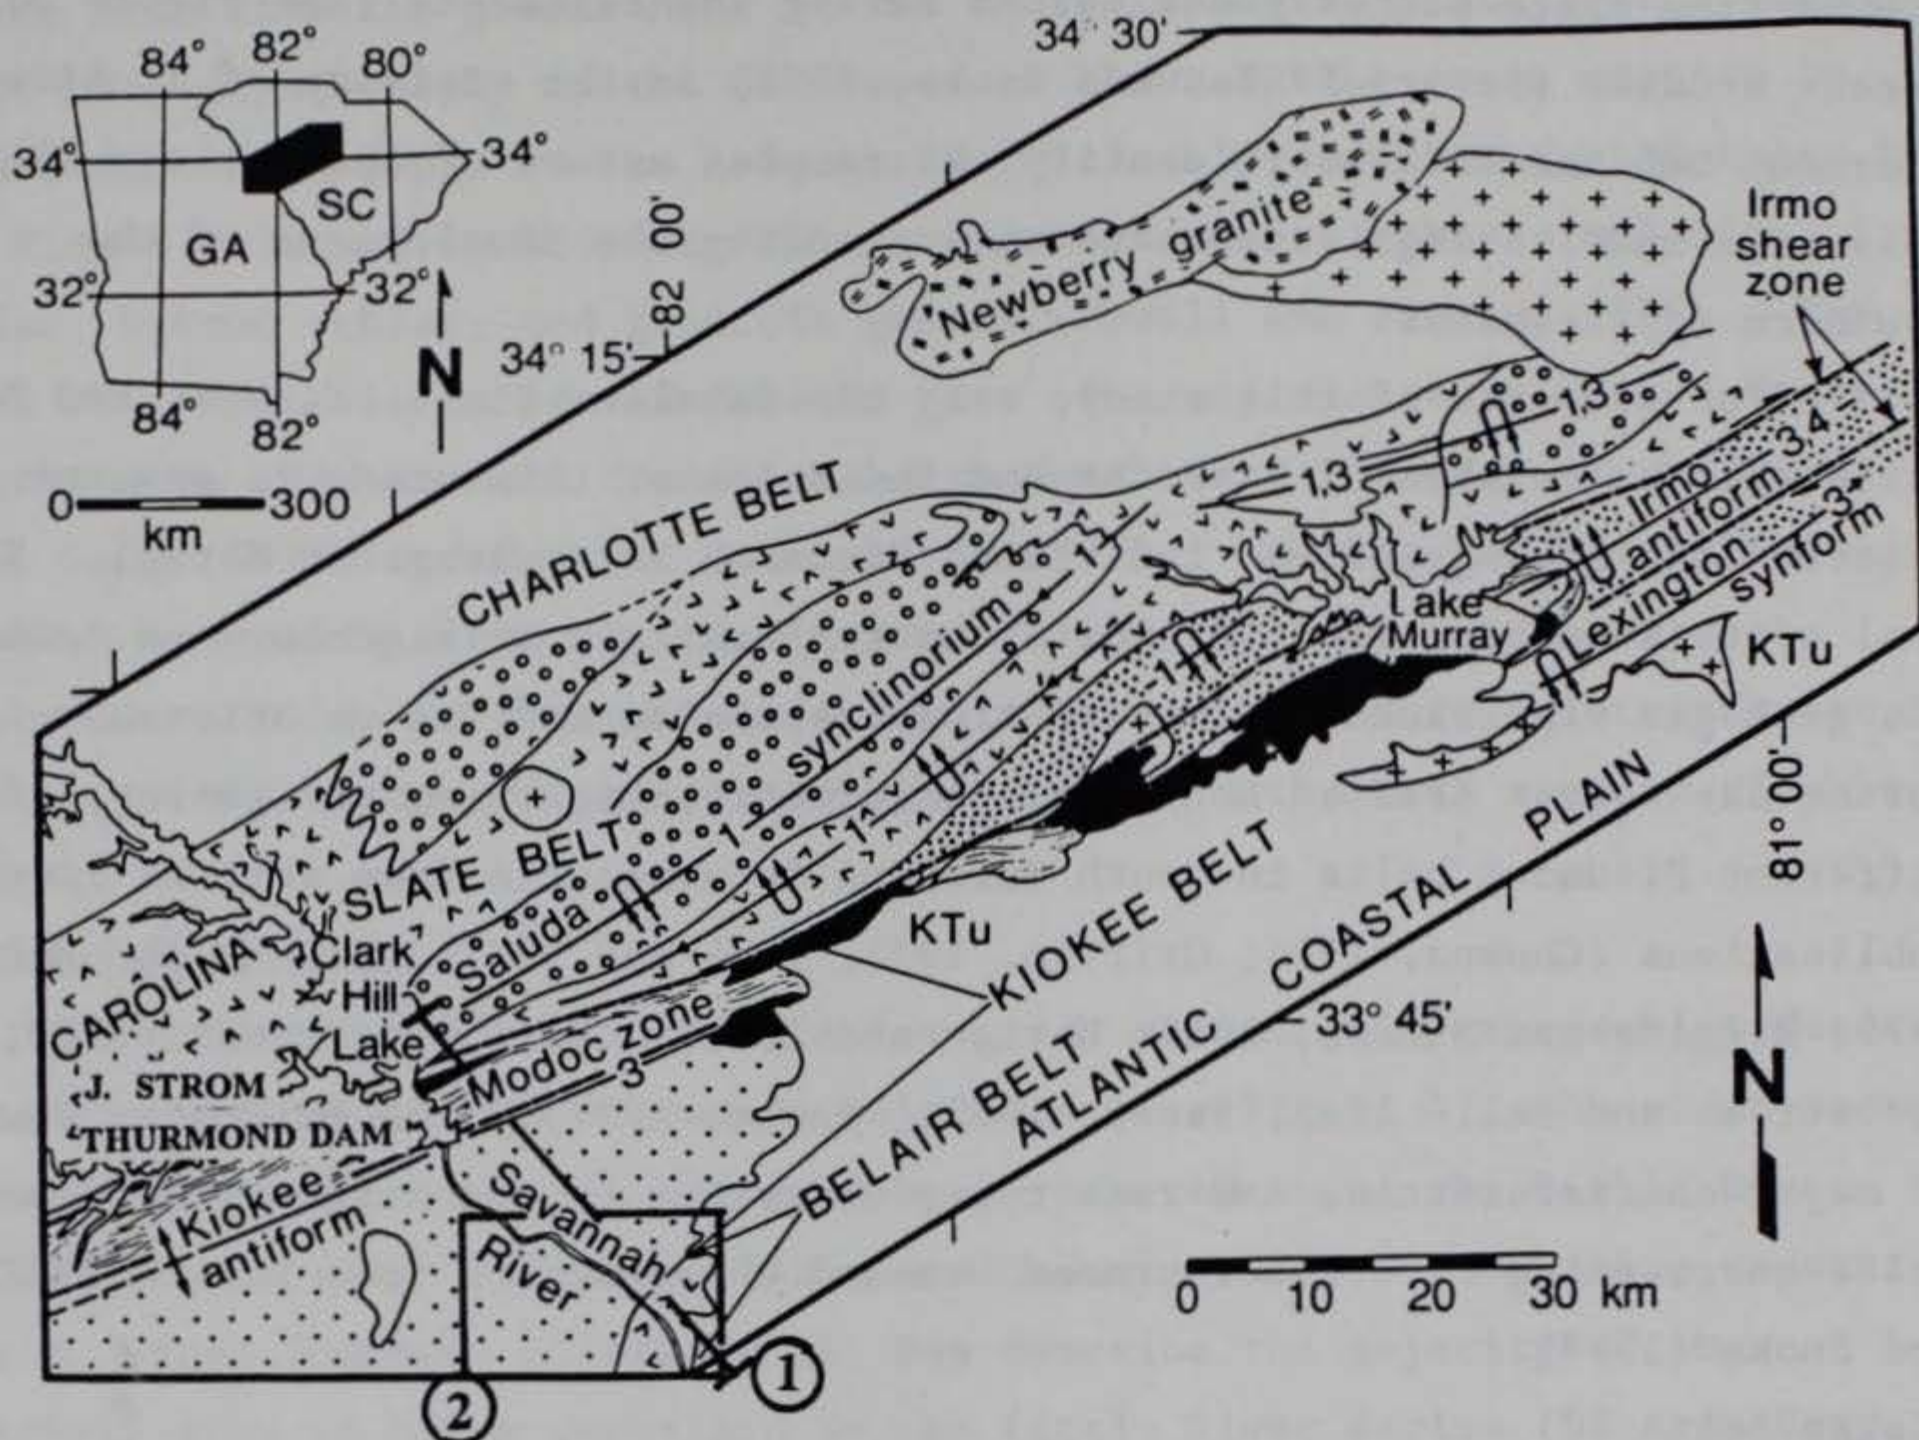 84° 82° 80°
34° 34°
SC
GA
32° 32°
84° 82°
N
0 300
km
34° 30'
82 00'
34° 15'
Newberry granite
Irmo
shear
zone
CHARLOTTE BELT
1,3
1,3
Irmo
antiform 3,4
Lexington 3
synform
Lake
Murray
KTu
1
synclinorium
1
SLATE BELT
1
1
Saluda
CAROLINA
Clark
Hill
Lake
J. STROM
THURMOND DAM
Modoc zone
3
KTu
KIOKEE BELT
BELAIR BELT
ATLANTIC COASTAL PLAIN
33° 45'
81° 00'
N
Kiokee
antiform
Savannah
River
0 10 20 30 km
1
2